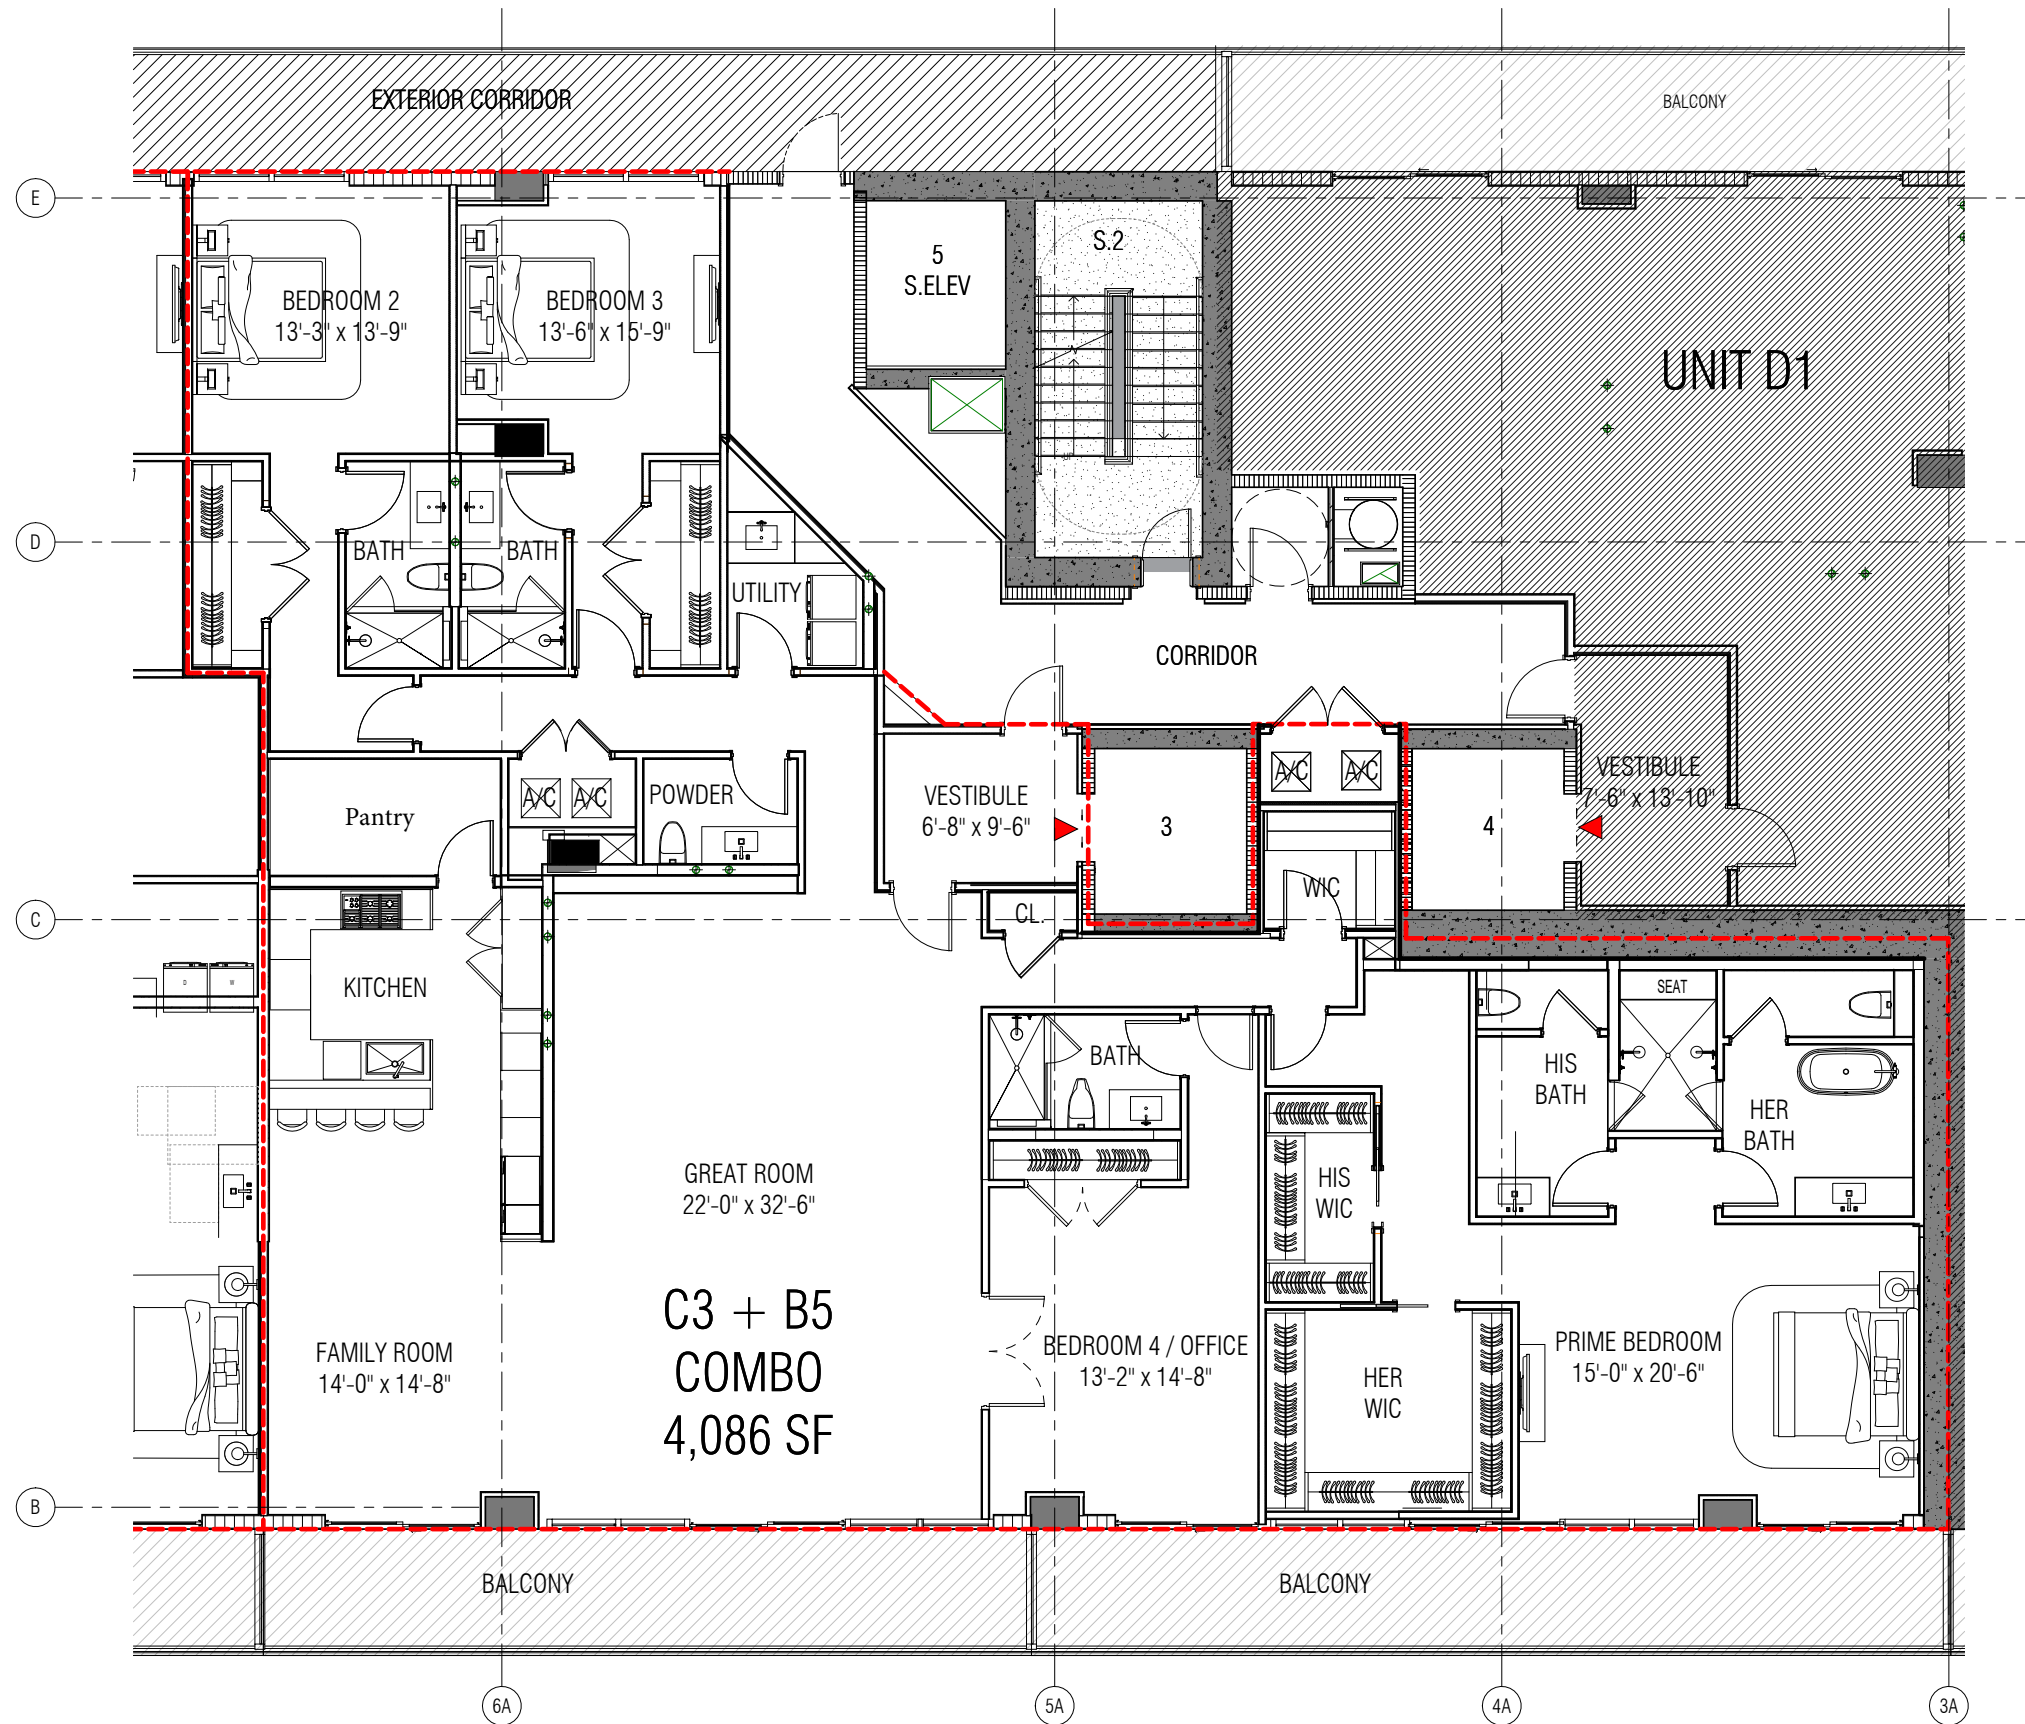 EXTERIOR CORRIDOR
BALCONY
E
5
S.ELEV
S.2
BEDROOM 2
13'-3" x 13'-9"
BEDROOM 3
13'-6" x 15'-9"
UNIT D1
D
BATH
BATH
UTILITY
CORRIDOR
A/C
A/C
VESTIBULE
7'-6" x 13'-10"
Pantry
A/C
A/C
POWDER
VESTIBULE
6'-8" x 9'-6"
3
4
WIC
C
CL.
KITCHEN
D
W
SEAT
BATH
HIS
BATH
HER
BATH
GREAT ROOM
22'-0" x 32'-6"
HIS
WIC
C3 + B5
COMBO
4,086 SF
FAMILY ROOM
14'-0" x 14'-8"
BEDROOM 4 / OFFICE
13'-2" x 14'-8"
HER
WIC
PRIME BEDROOM
15'-0" x 20'-6"
B
BALCONY
BALCONY
6A
5A
4A
3A